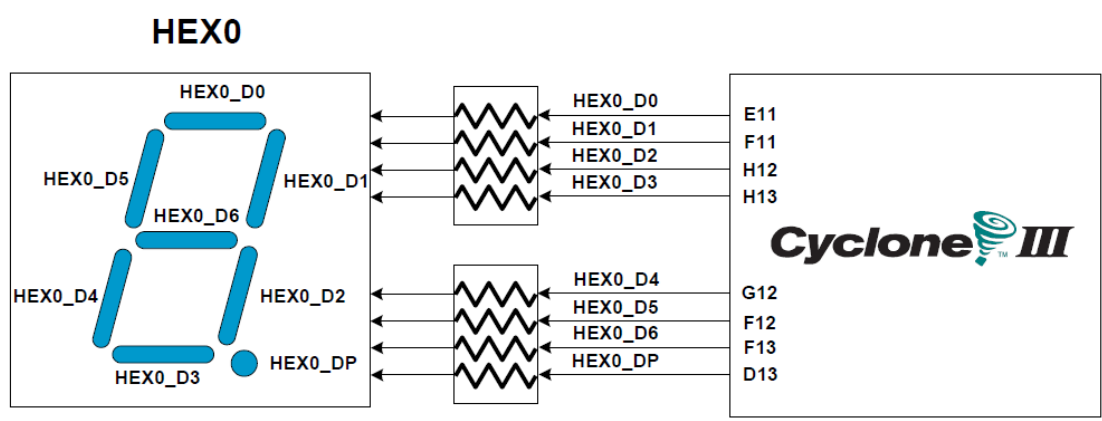 HEX0
HEX0_D0
HEX0_D5
HEX0_D1
HEX0_D6
HEX0_D4
HEX0_D2
HEX0_D3
HEX0_DP
HEX0_D0
HEX0_D1
HEX0_D2
HEX0_D3
HEX0_D4
HEX0_D5
HEX0_D6
HEX0_DP
E11
F11
H12
H13
Cyclone III
TM
G12
F12
F13
D13